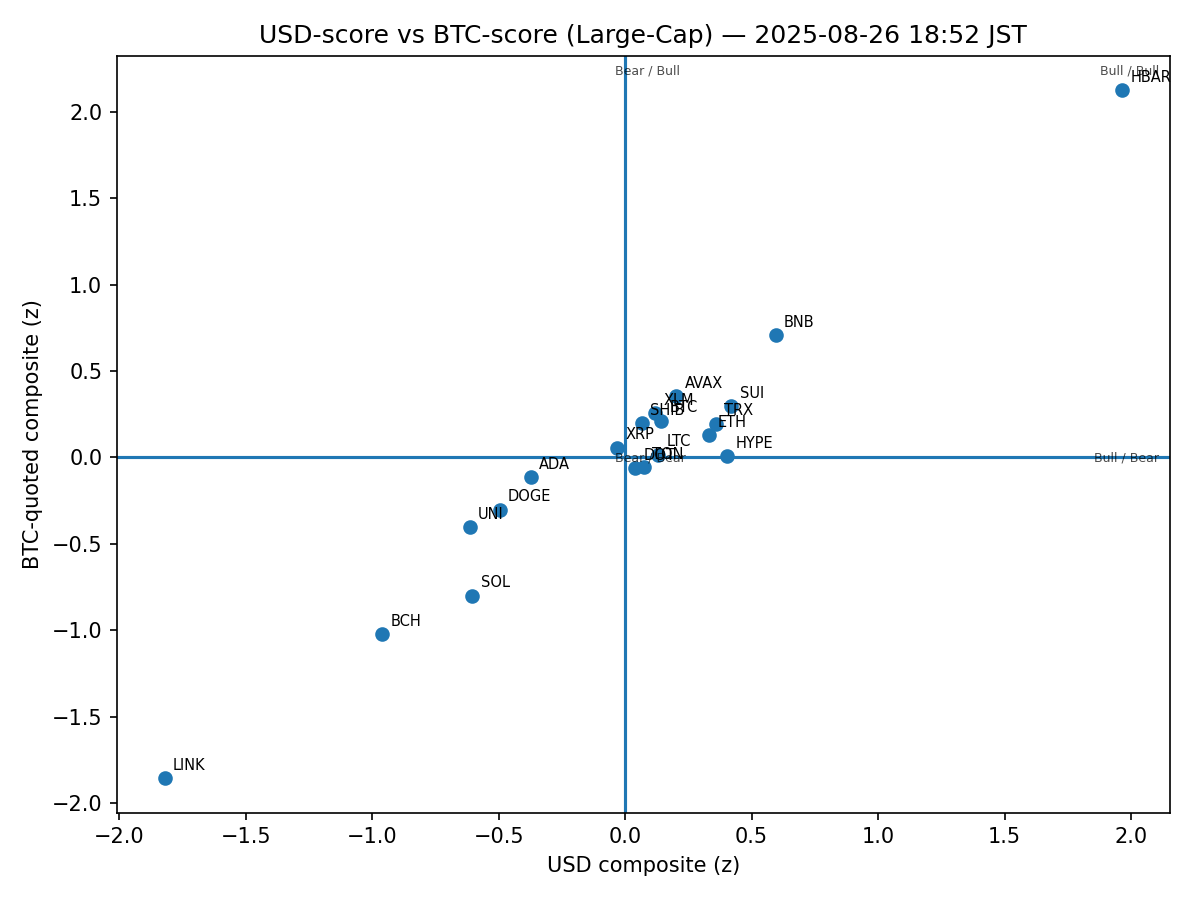 USD-score vs BTC-score (Large-Cap) — 2025-08-26 18:52 JST
Bear / Bull
Bull / Bull
HBAR
2.0
1.5
1.0
BNB
0.5
AVAX
SUI
XLM
BTC
SHIB
TRX
ETH
XRP
LTC
HYPE
0.0
TON
DOT
Bear / Bear
Bull / Bear
ADA
DOGE
−0.5
UNI
SOL
−1.0
BCH
−1.5
LINK
−2.0
−2.0 −1.5 −1.0 −0.5 0.0 0.5 1.0 1.5 2.0
USD composite (z)
BTC-quoted composite (z)